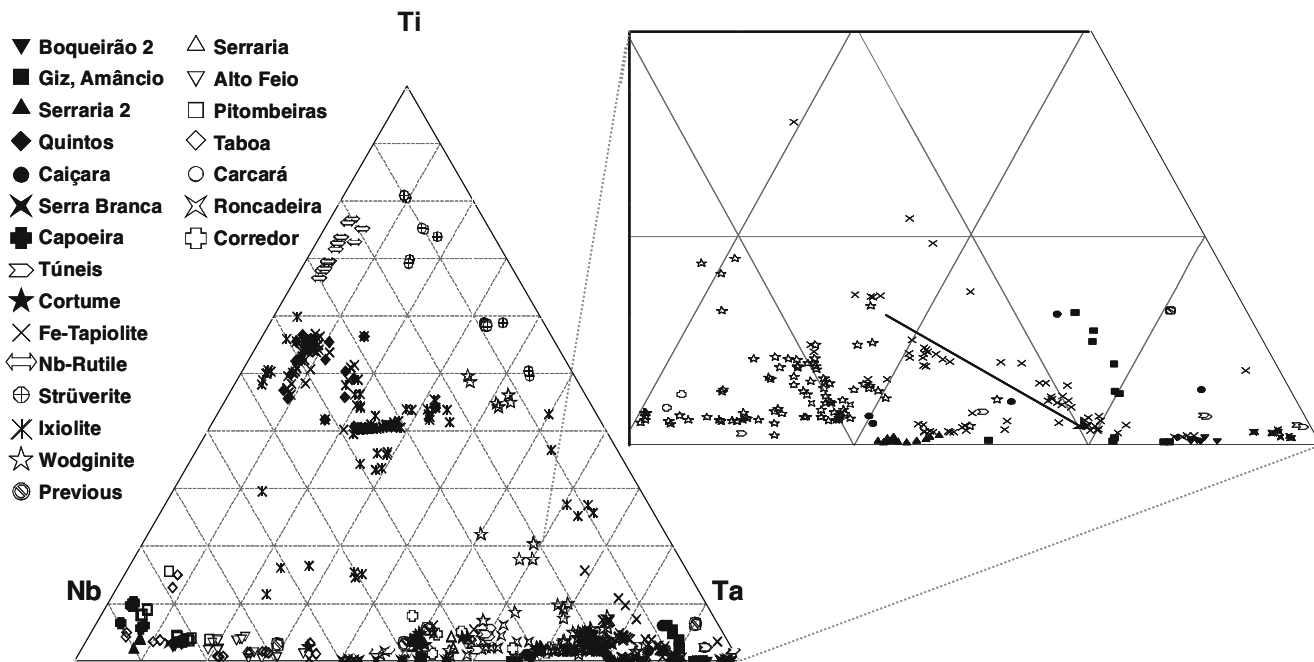 Ti
Boqueirão 2
Giz, Amâncio
Serraria 2
Quintos
Caiçara
Serra Branca
Capoeira
Túneis
Cortume
Fe-Tapiolite
Nb-Rutile
Strüverite
Ixiolite
Wodginite
Previous
Serraria
Alto Feio
Pitombeiras
Taboa
Carcará
Roncadeira
Corredor
Nb
Ta